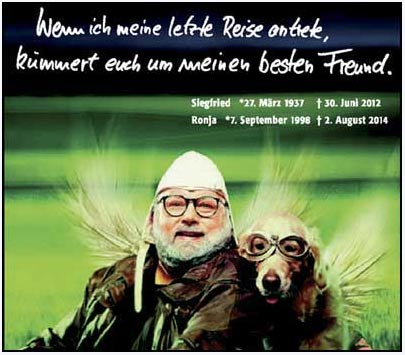 Wenn ich meine letzte Reise antrete,
kümmert euch um meinen besten Freund.
Siegfried *27. März 1937 † 30. Juni 2012
Ronja *7. September 1998 † 2. August 2014